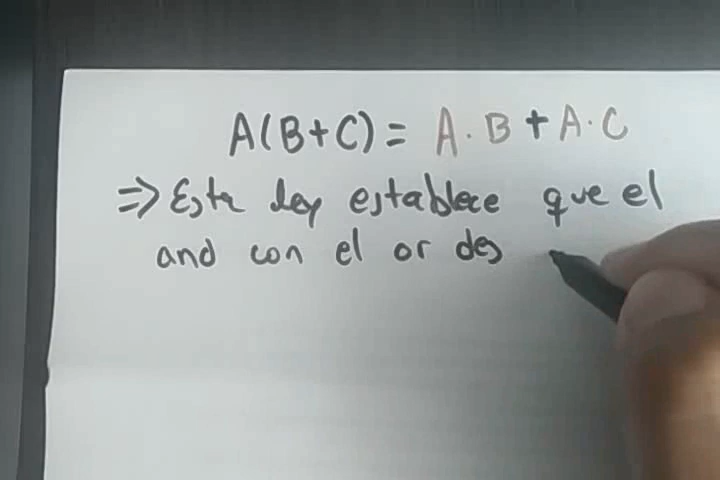 A(B+C) = A·B + A·C
⇒ Esta ley establece que el
and con el or des